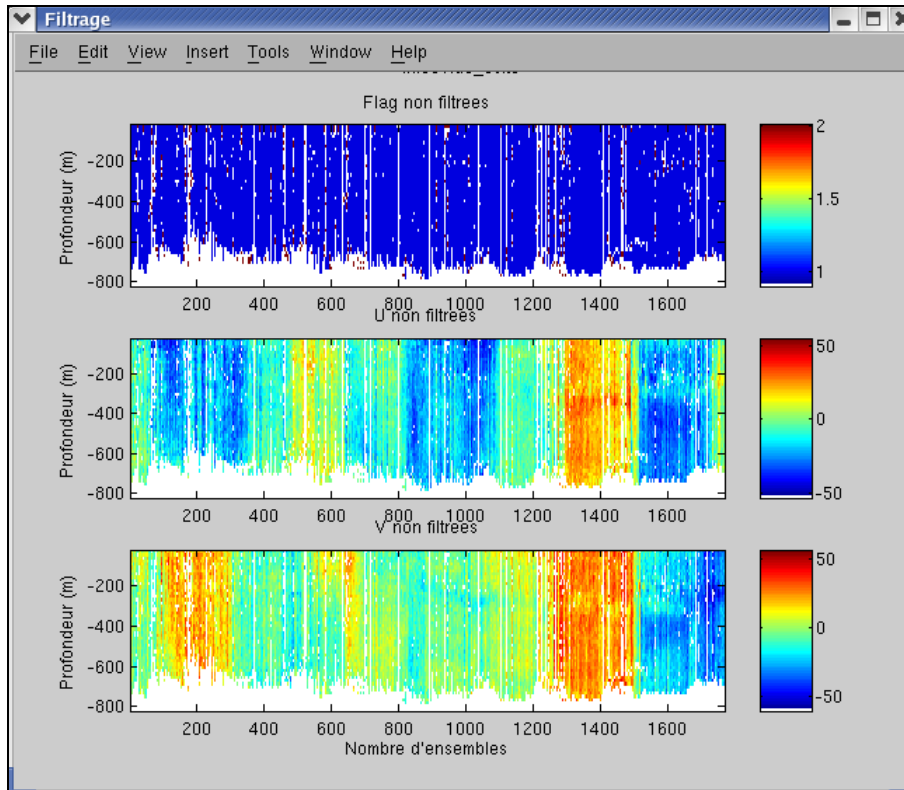 Filtrage
File Edit View Insert Tools Window Help
Flag non filtrees
Profondeur (m)
-200
-400
-600
-800
200 400 600 800 1000 1200 1400 1600
2
1.5
1
U non filtrees
Profondeur (m)
-200
-400
-600
-800
200 400 600 800 1000 1200 1400 1600
50
0
-50
V non filtrees
Profondeur (m)
-200
-400
-600
-800
200 400 600 800 1000 1200 1400 1600
50
0
-50
Nombre d'ensembles